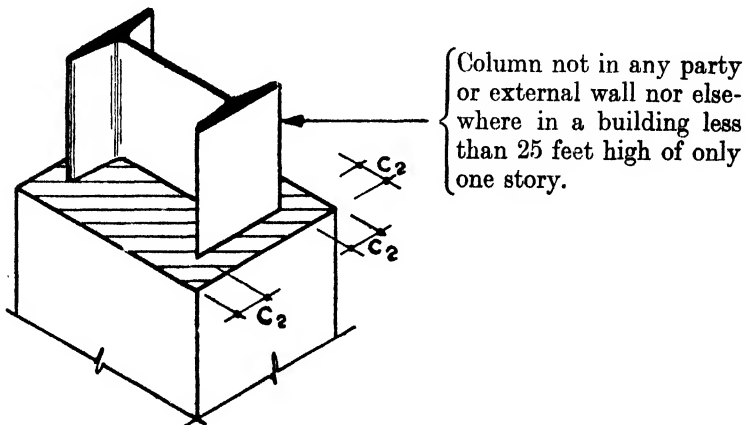 Column not in any party
or external wall nor else-
where in a building less
than 25 feet high of only
one story.
C2
C2
C2